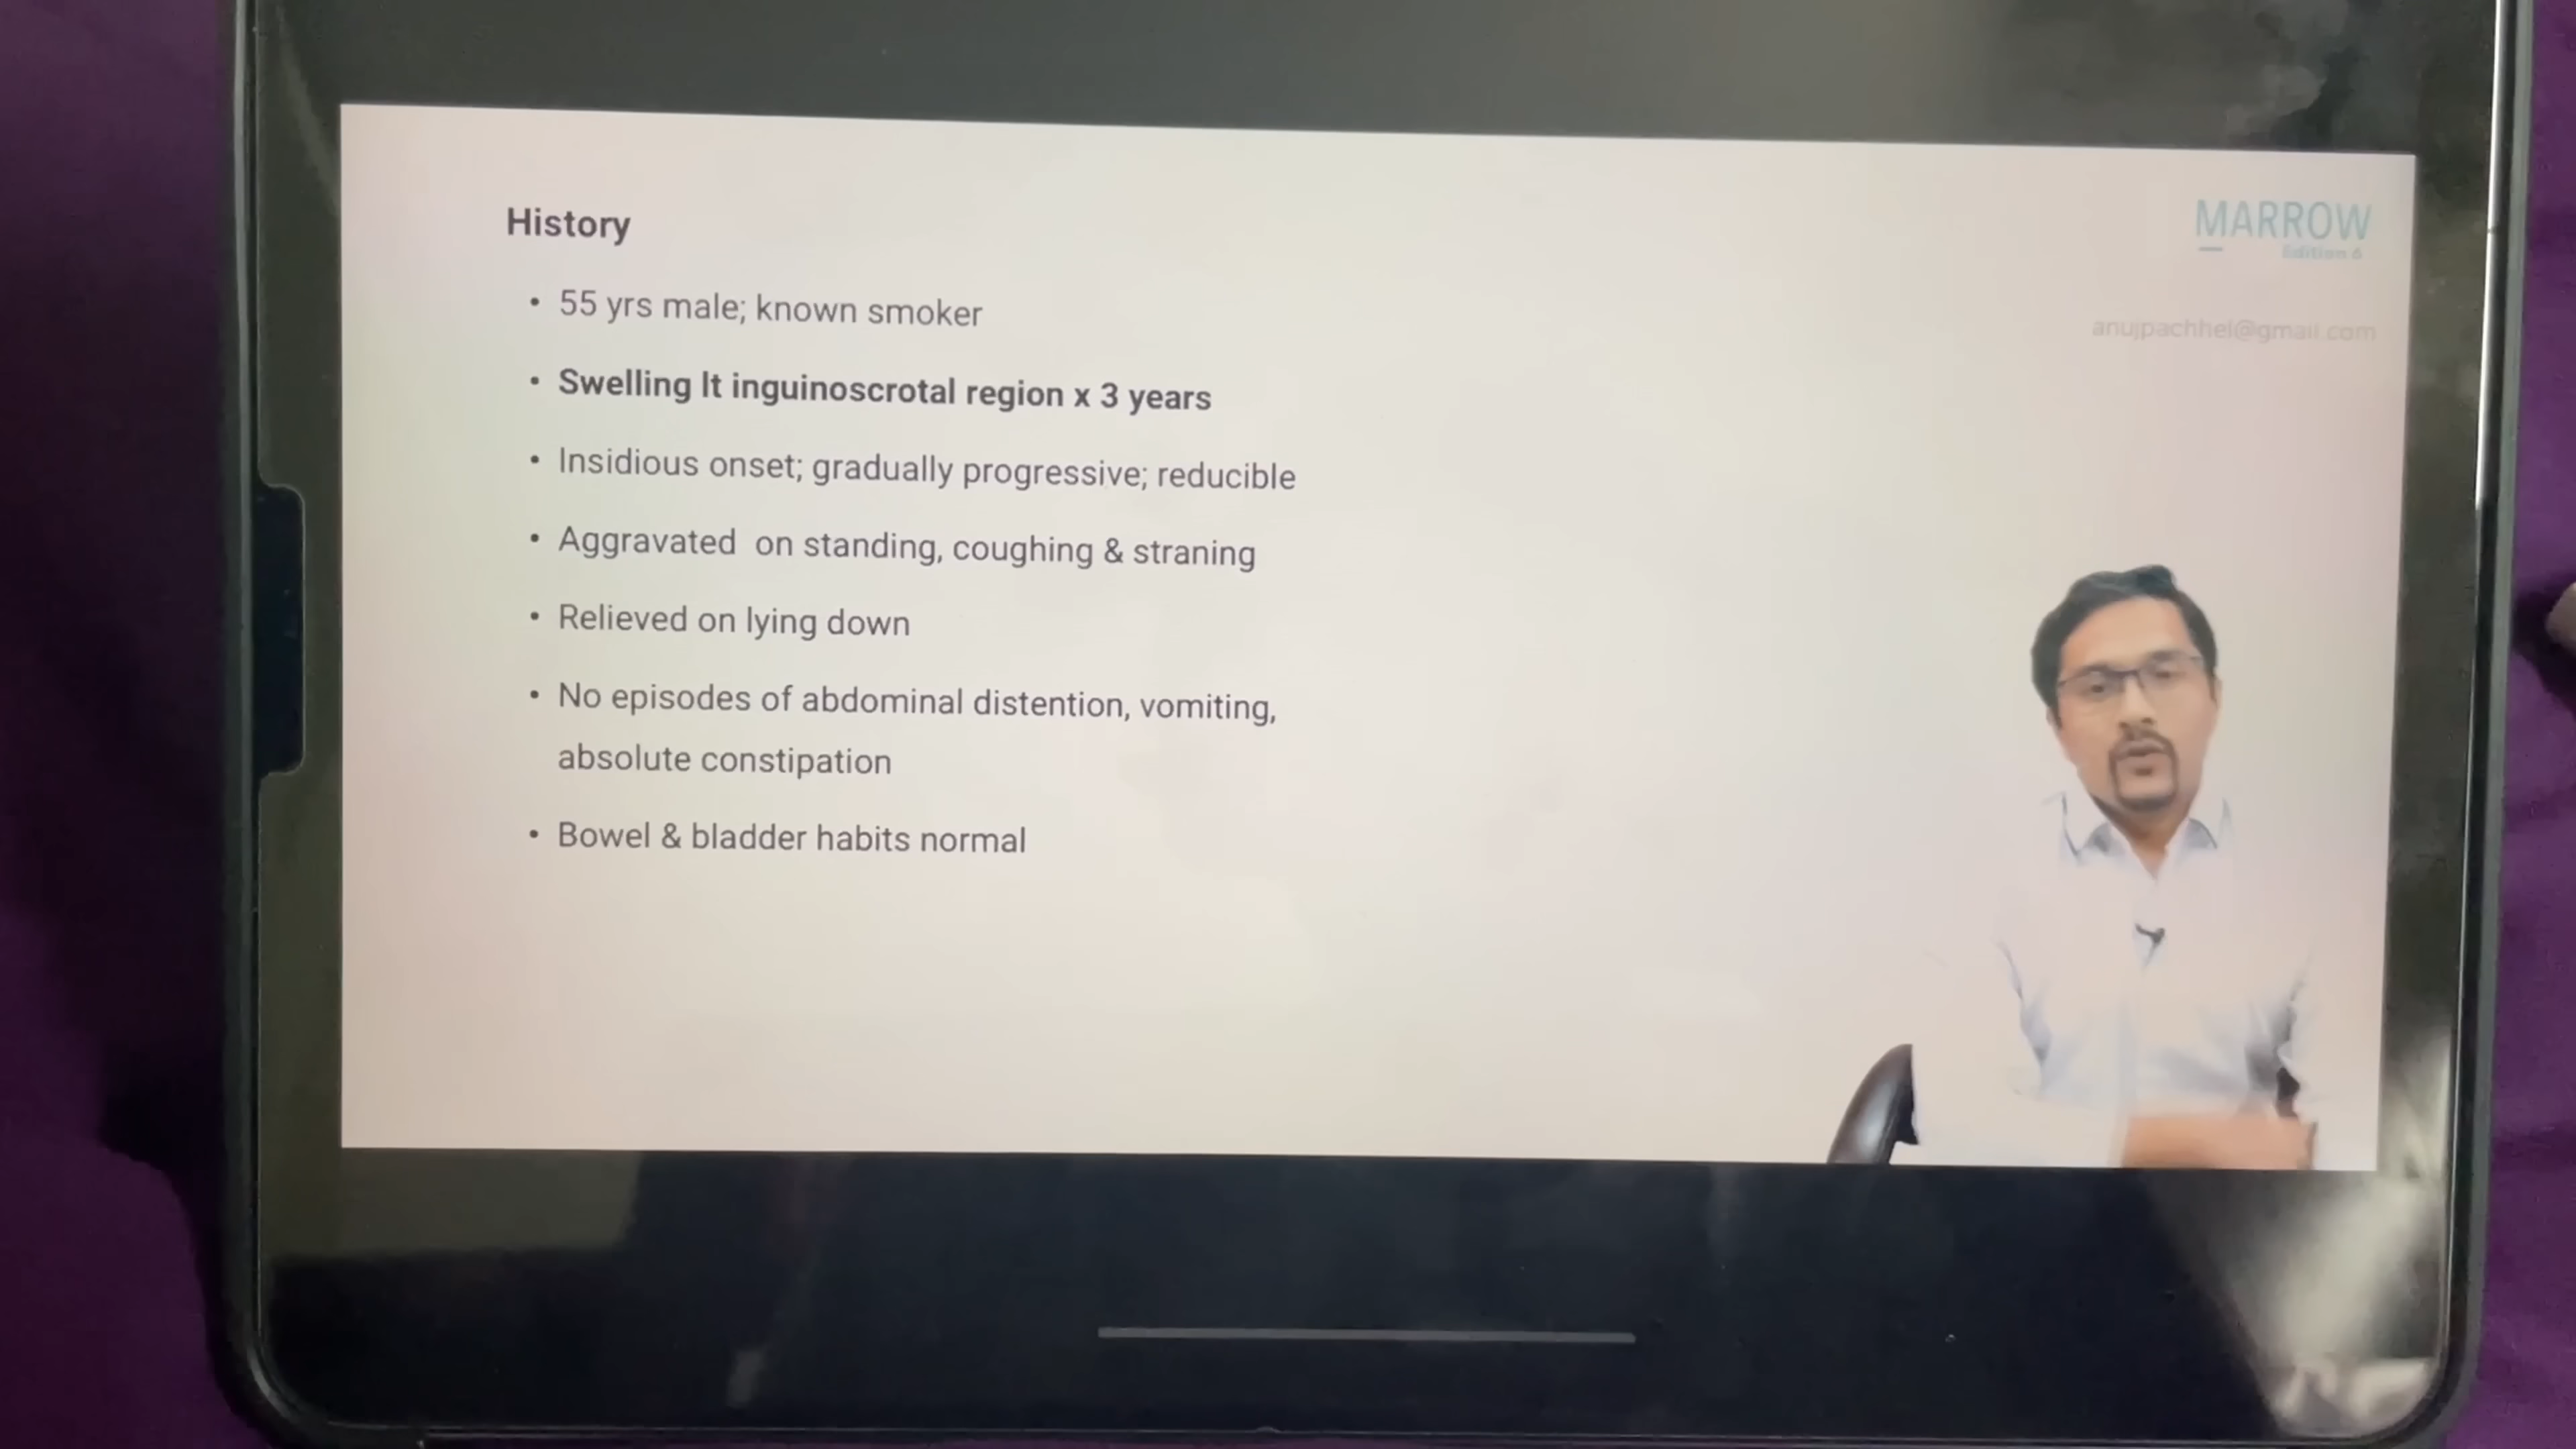 History
MARROW
Edition 6
• 55 yrs male; known smoker
anujpachhel@gmail.com
• Swelling lt inguinoscrotal region x 3 years
• Insidious onset; gradually progressive; reducible
• Aggravated on standing, coughing & straning
• Relieved on lying down
• No episodes of abdominal distention, vomiting,
absolute constipation
• Bowel & bladder habits normal